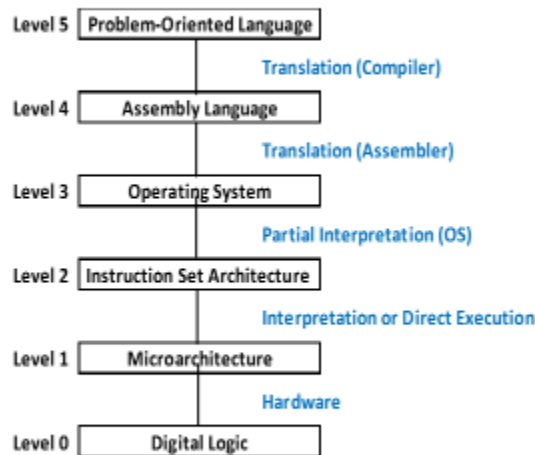 Level 5 Problem-Oriented Language
Translation (Compiler)
Level 4 Assembly Language
Translation (Assembler)
Level 3 Operating System
Partial Interpretation (OS)
Level 2 Instruction Set Architecture
Interpretation or Direct Execution
Level 1 Microarchitecture
Hardware
Level 0 Digital Logic